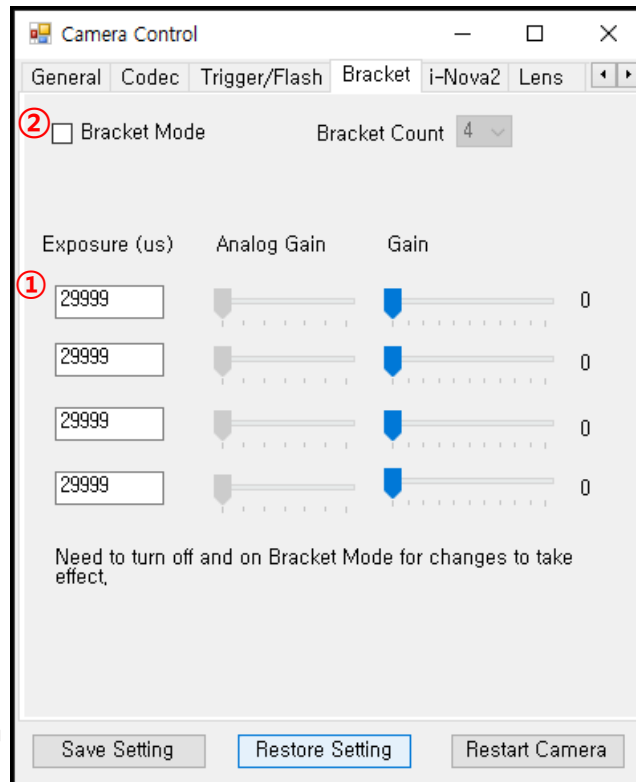 Camera Control
General Codec Trigger/Flash Bracket i-Nova2 Lens
② Bracket Mode Bracket Count 4
Exposure (us) Analog Gain Gain
① 29999 0
29999 0
29999 0
29999 0
Need to turn off and on Bracket Mode for changes to take
effect,
Save Setting Restore Setting Restart Camera